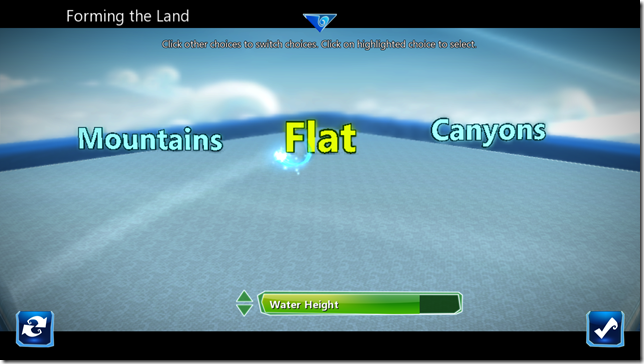 Forming the Land
Click other choices to switch choices. Click on highlighted choice to select.
Mountains
Flat
Canyons
Water Height